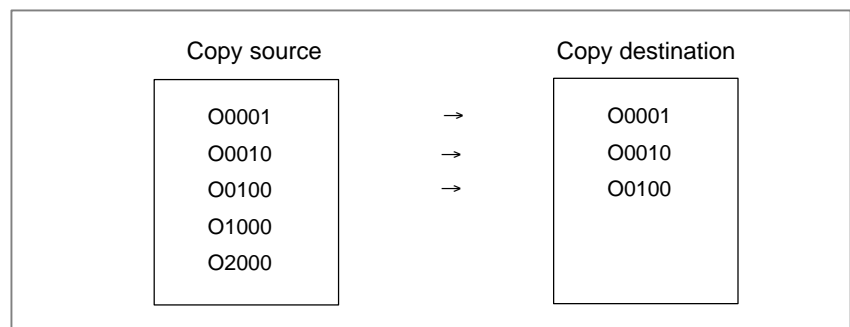 Copy source Copy destination
O0001 → O0001
O0010 → O0010
O0100 → O0100
O1000
O2000